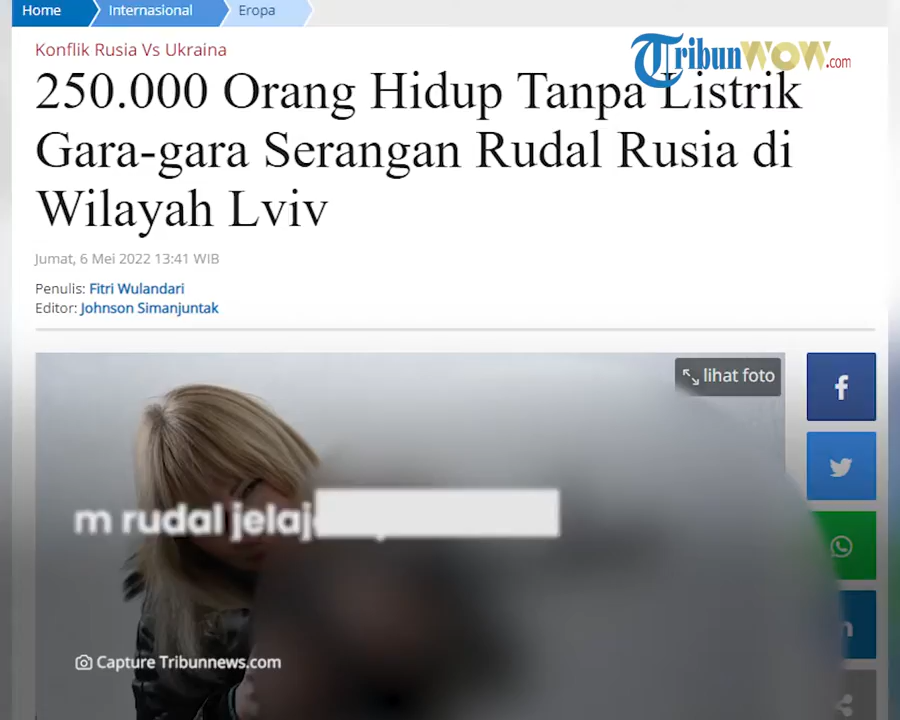 Home Internasional Eropa
Konflik Rusia Vs Ukraina
TribunWOW.com
250.000 Orang Hidup Tanpa Listrik
Gara-gara Serangan Rudal Rusia di
Wilayah Lviv
Jumat, 6 Mei 2022 13:41 WIB
Penulis: Fitri Wulandari
Editor: Johnson Simanjuntak
lihat foto
m rudal jelaj
Capture Tribunnews.com